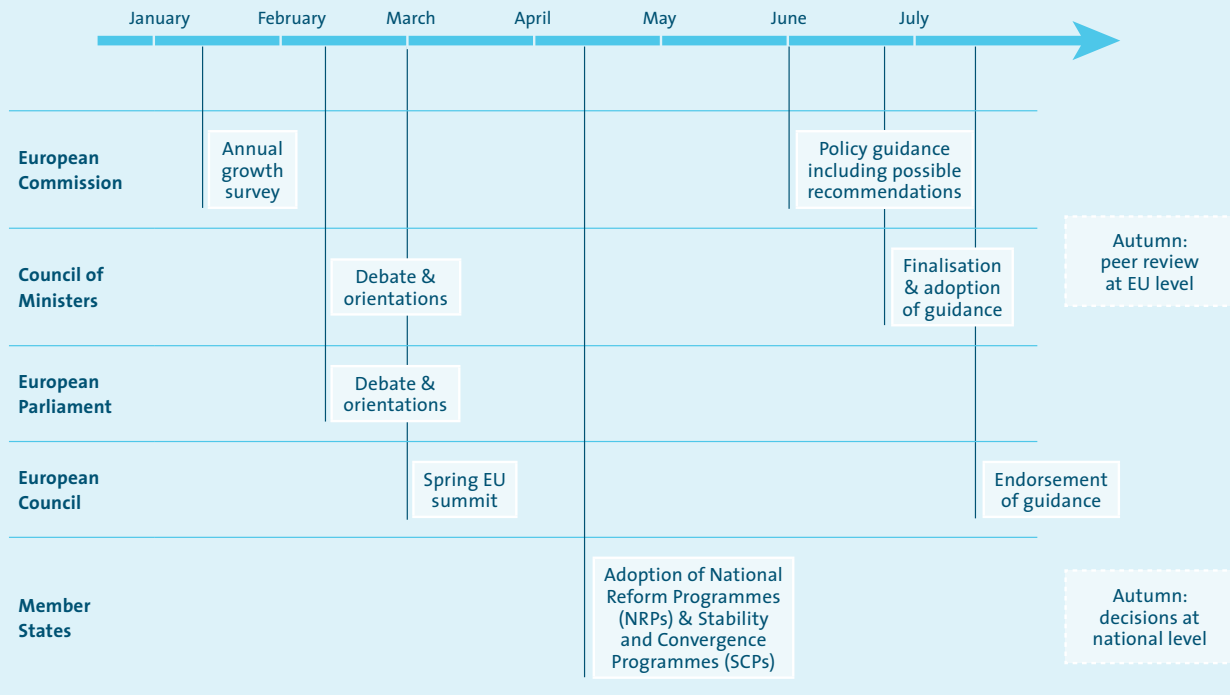 January February March April May June July
European
Commission
Annual
growth
survey
Policy guidance
including possible
recommendations
Council of
Ministers
Debate &
orientations
Finalisation
& adoption
of guidance
Autumn:
peer review
at EU level
European
Parliament
Debate &
orientations
European
Council
Spring EU
summit
Endorsement
of guidance
Member
States
Adoption of National
Reform Programmes
(NRPs) & Stability
and Convergence
Programmes (SCPs)
Autumn:
decisions at
national level